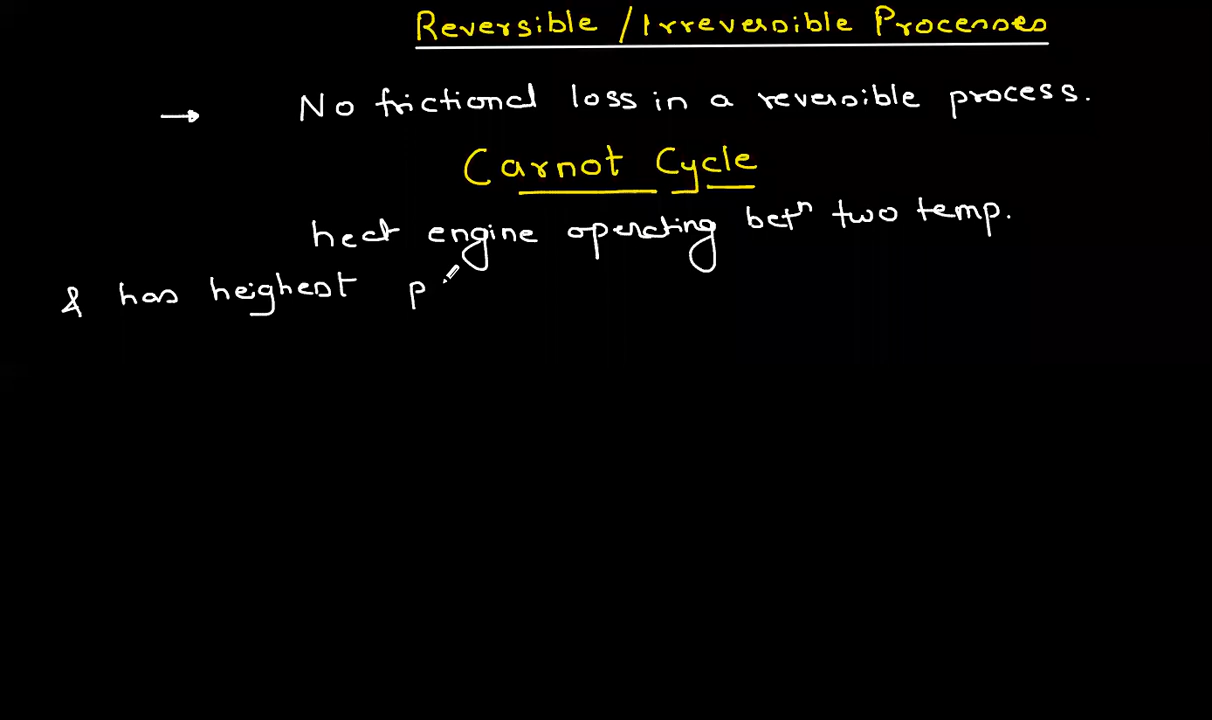 Reversible / Irreversible Processes
→ No frictional loss in a reversible process.
Carnot Cycle
heat engine operating betⁿ two temp.
& has heighest p